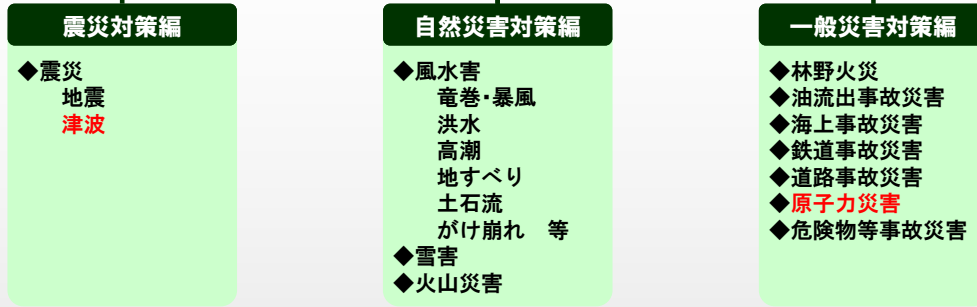 震災対策編
◆震災
地震
津波
自然災害対策編
◆風水害
竜巻・暴風
洪水
高潮
地すべり
土石流
がけ崩れ　等
◆雪害
◆火山災害
一般災害対策編
◆林野火災
◆油流出事故災害
◆海上事故災害
◆鉄道事故災害
◆道路事故災害
◆原子力災害
◆危険物等事故災害